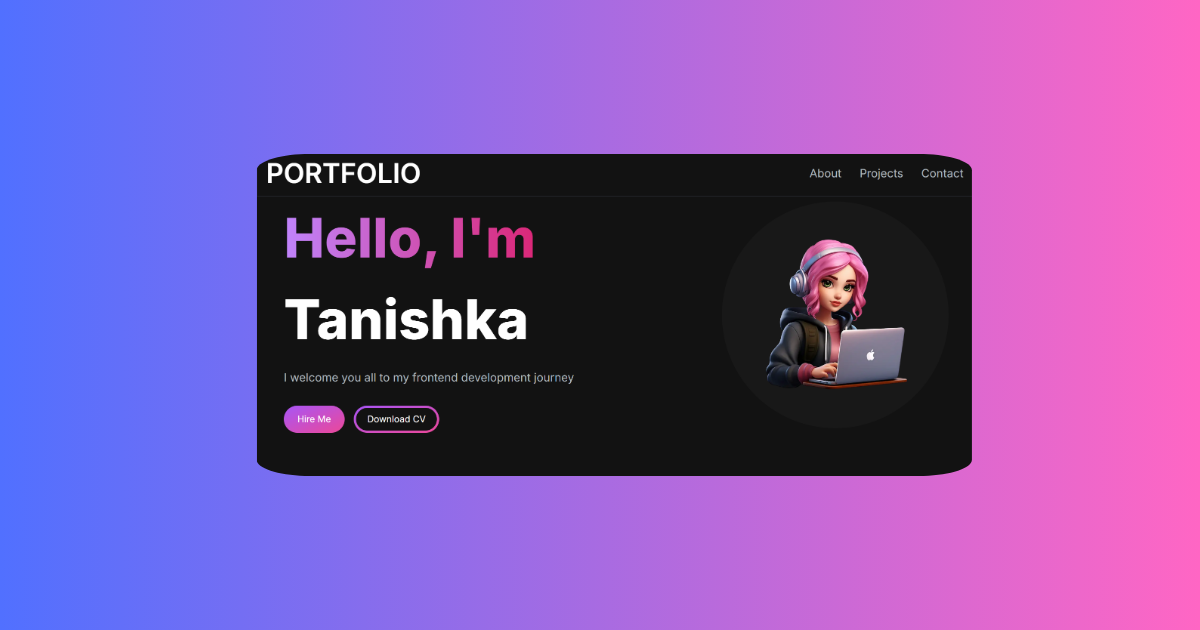 PORTFOLIO
About Projects Contact
Hello, I'm
Tanishka
I welcome you all to my frontend development journey
Hire Me Download CV